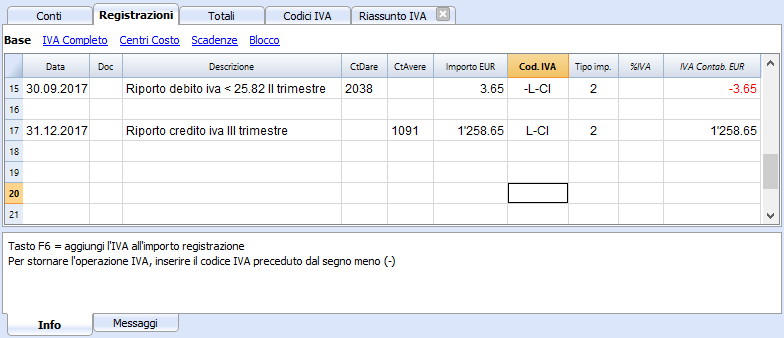 Conti Registrazioni Totali Codici IVA Riassunto IVA
Base IVA Completo Centri Costo Scadenze Blocco
Data Doc Descrizione CtDare CtAvere Importo EUR Cod. IVA Tipo imp. %IVA IVA Contab. EUR
15 30.09.2017 Riporto debito iva < 25.82 II trimestre 2038 3.65 -L-CI 2 -3.65
16
17 31.12.2017 Riporto credito iva III trimestre 1091 1'258.65 L-CI 2 1'258.65
18
19
20
21
Tasto F6 = aggiungi l'IVA all'importo registrazione
Per stornare l'operazione IVA, inserire il codice IVA preceduto dal segno meno (-)
Info Messaggi